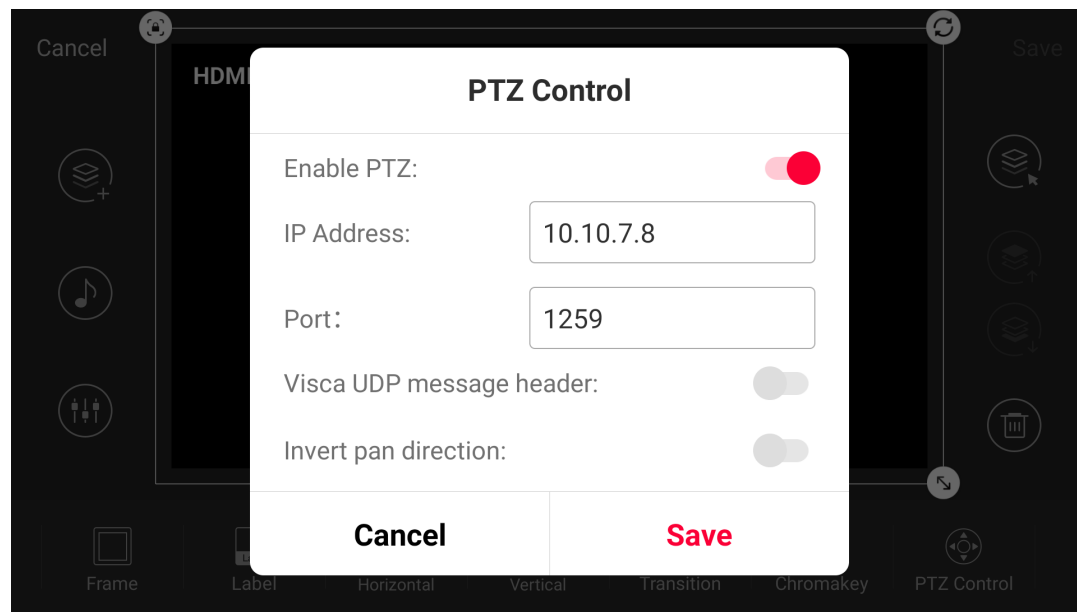 Cancel
Save
HDMI
PTZ Control
Enable PTZ:
IP Address: 10.10.7.8
Port: 1259
Visca UDP message header:
Invert pan direction:
Cancel Save
Frame Label Horizontal Vertical Transition Chromakey PTZ Control